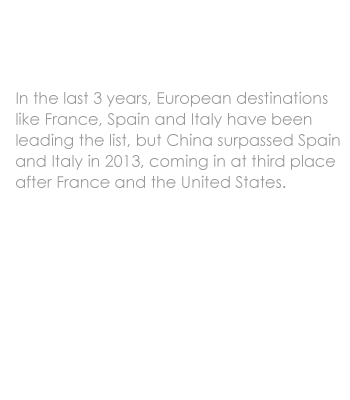 In the last 3 years, European destinations
like France, Spain and Italy have been
leading the list, but China surpassed Spain
and Italy in 2013, coming in at third place
after France and the United States.